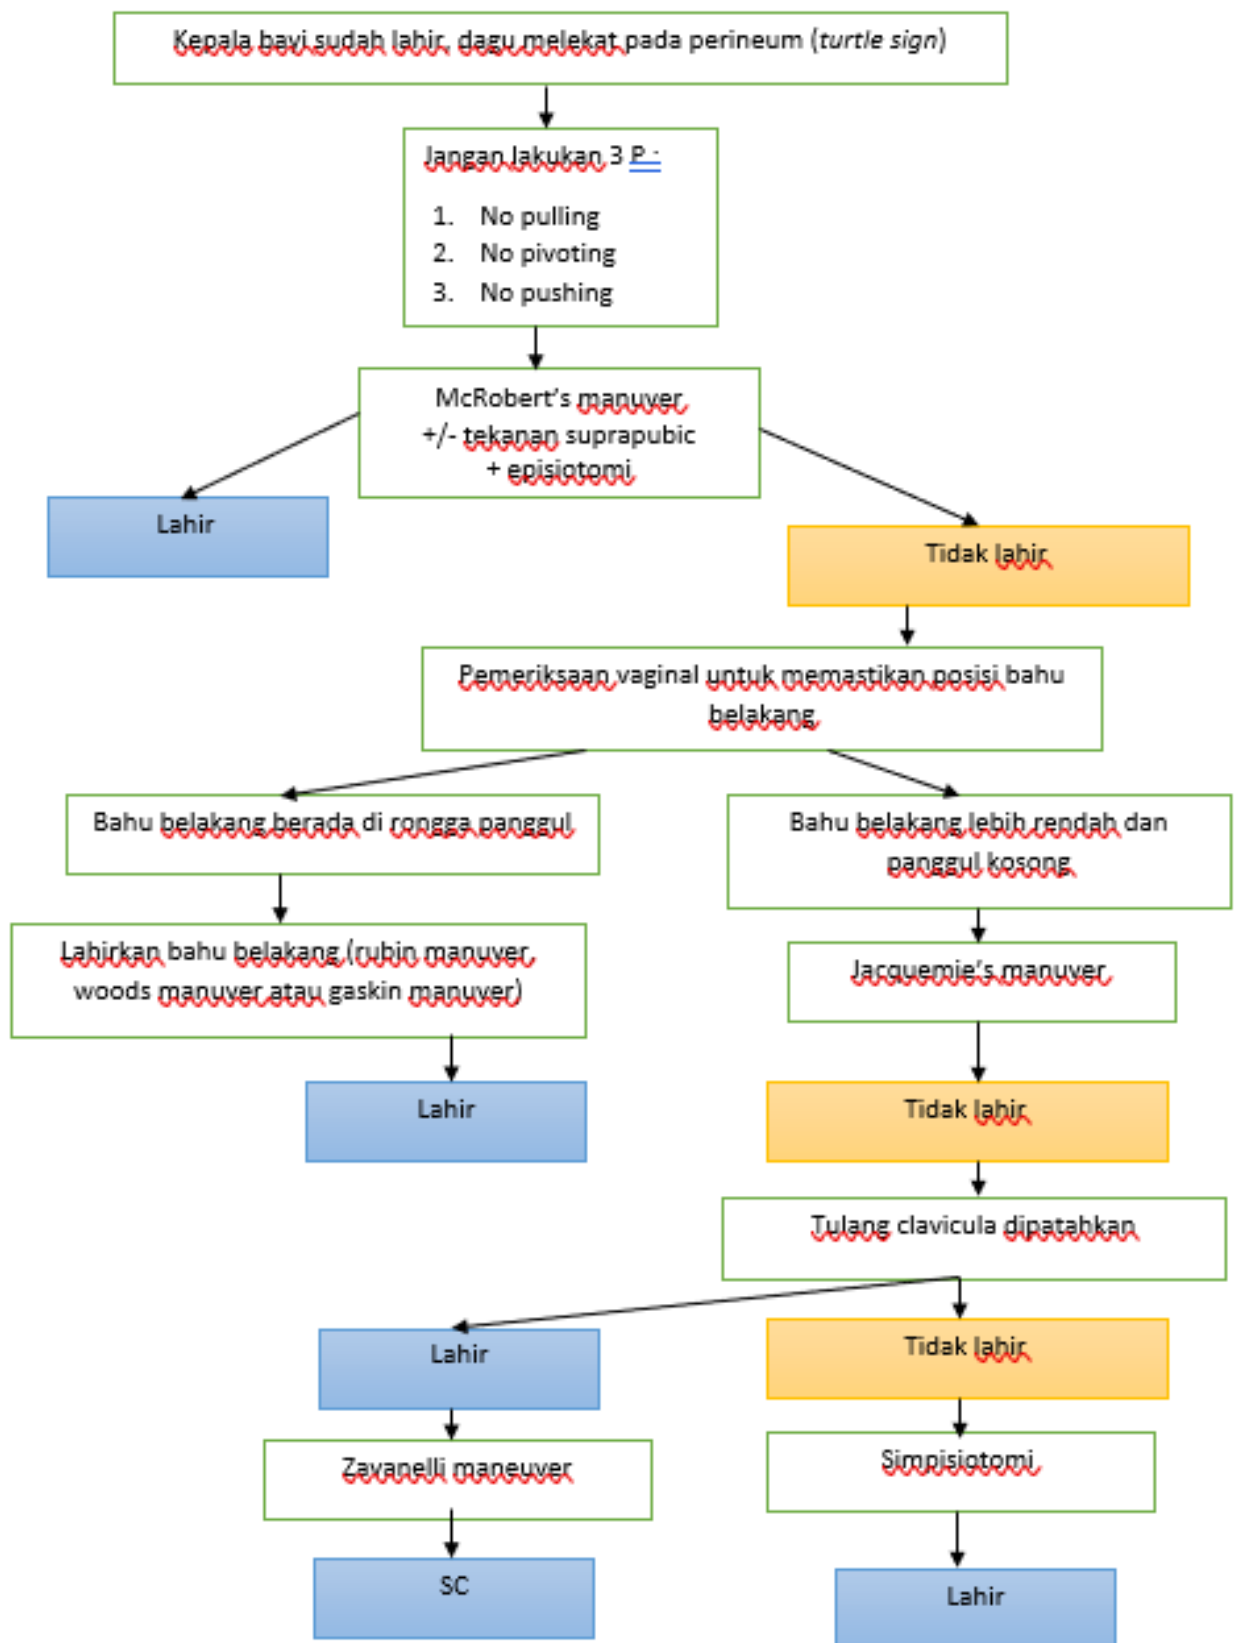 Kepala bayi sudah lahir, dagu melekat pada perineum (turtle sign)
Jangan lakukan 3 P :
1. No pulling
2. No pivoting
3. No pushing
McRobert's manuver
+/- tekanan suprapubic
+ episiotomi
Lahir
Tidak lahir
Pemeriksaan vaginal untuk memastikan posisi bahu
belakang
Bahu belakang berada di rongga panggul
Bahu belakang lebih rendah dan
panggul kosong
Lahirkan bahu belakang (rubin manuver,
woods manuver atau gaskin manuver)
Jacquemie's manuver
Lahir
Tidak lahir
Tulang clavicula dipatahkan
Lahir
Tidak lahir
Zavanelli maneuver
Simpisiotomi
SC
Lahir